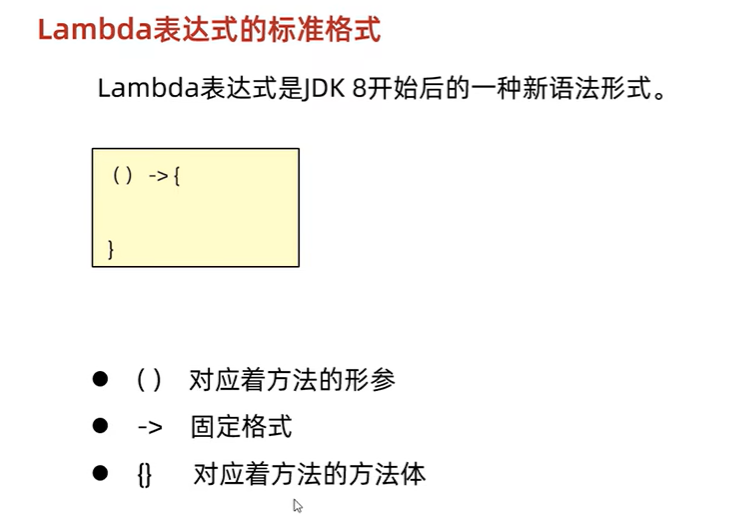 Lambda表达式的标准格式
Lambda表达式是JDK 8开始后的一种新语法形式。
() ->{
}
● () 对应着方法的形参
● -> 固定格式
● {} 对应着方法的方法体